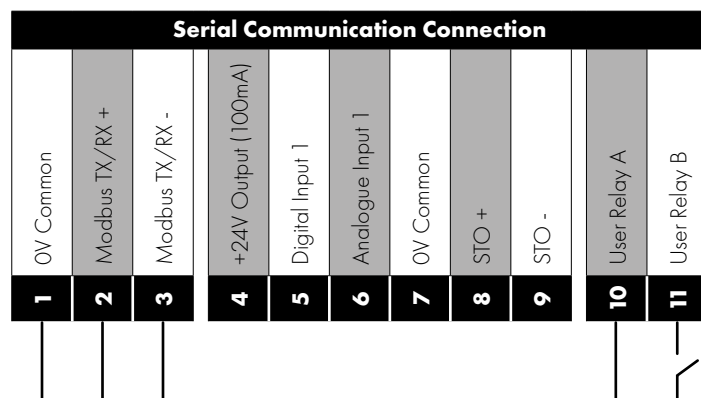 Serial Communication Connection
0V Common
Modbus TX/RX +
Modbus TX/RX -
+24V Output (100mA)
Digital Input 1
Analogue Input 1
0V Common
STO +
STO -
User Relay A
User Relay B
1
2
3
4
5
6
7
8
9
10
11